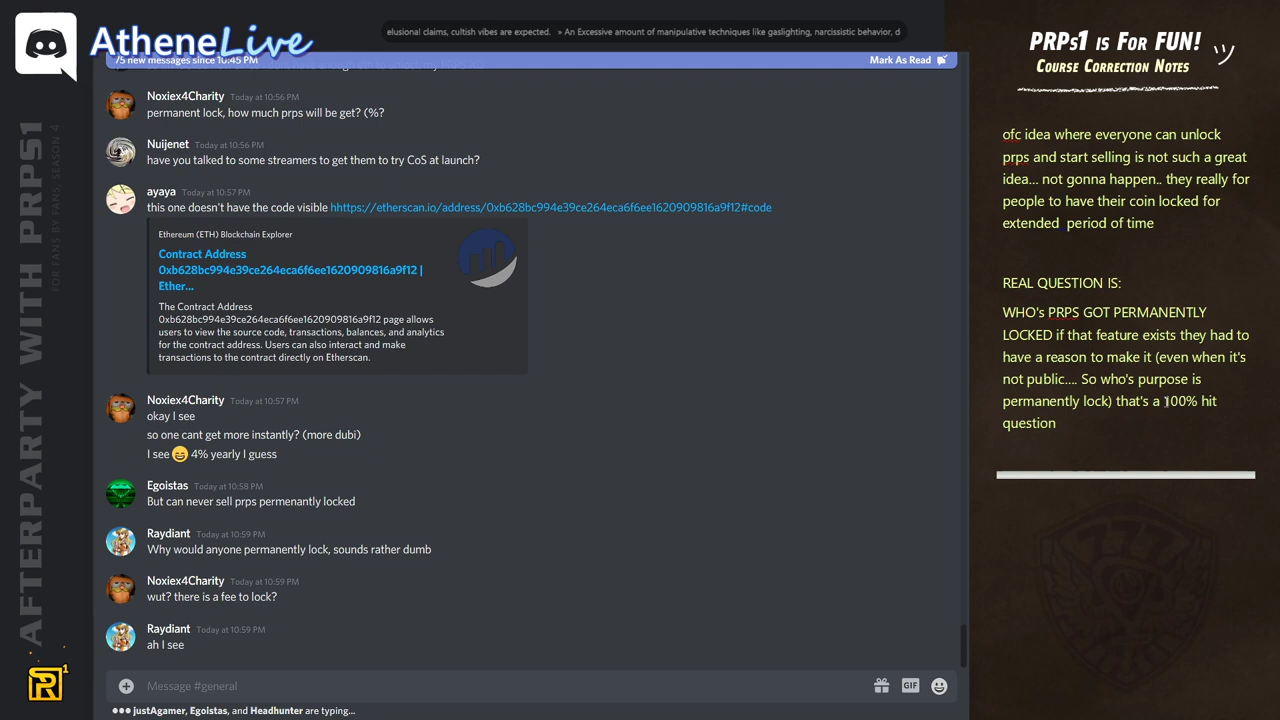 AtheneLive
elusional claims, cultish vibes are expected.   » An Excessive amount of manipulative techniques like gaslighting, narcissistic behavior, d
75 new messages since 10:45 PM
Mark As Read
Noxiex4Charity Today at 10:56 PM
permanent lock, how much prps will be get? (%?
Nuijenet Today at 10:56 PM
have you talked to some streamers to get them to try CoS at launch?
ayaya Today at 10:57 PM
this one doesn't have the code visible hhttps://etherscan.io/address/0xb628bc994e39ce264eca6f6ee1620909816a9f12#code
Ethereum (ETH) Blockchain Explorer
Contract Address
0xb628bc994e39ce264eca6f6ee1620909816a9f12 |
Ether...
The Contract Address
0xb628bc994e39ce264eca6f6ee1620909816a9f12 page allows
users to view the source code, transactions, balances, and analytics
for the contract address. Users can also interact and make
transactions to the contract directly on Etherscan.
Noxiex4Charity Today at 10:57 PM
okay I see
so one cant get more instantly? (more dubi)
I see 😄 4% yearly I guess
Egoistas Today at 10:58 PM
But can never sell prps permenantly locked
Raydiant Today at 10:59 PM
Why would anyone permanently lock, sounds rather dumb
Noxiex4Charity Today at 10:59 PM
wut? there is a fee to lock?
Raydiant Today at 10:59 PM
ah I see
Message #general
GIF
justAgamer, Egoistas, and Headhunter are typing...
AFTERPARTY WITH PRPS1
FOR FANS BY FANS, SEASON 4
R1
PRPs1 is For FUN!
Course Correction Notes
ツ
ofc idea where everyone can unlock
prps and start selling is not such a great
idea... not gonna happen.. they really for
people to have their coin locked for
extended  period of time
REAL QUESTION IS:
WHO's PRPS GOT PERMANENTLY
LOCKED if that feature exists they had to
have a reason to make it (even when it's
not public.... So who's purpose is
permanently lock) that's a 100% hit
question